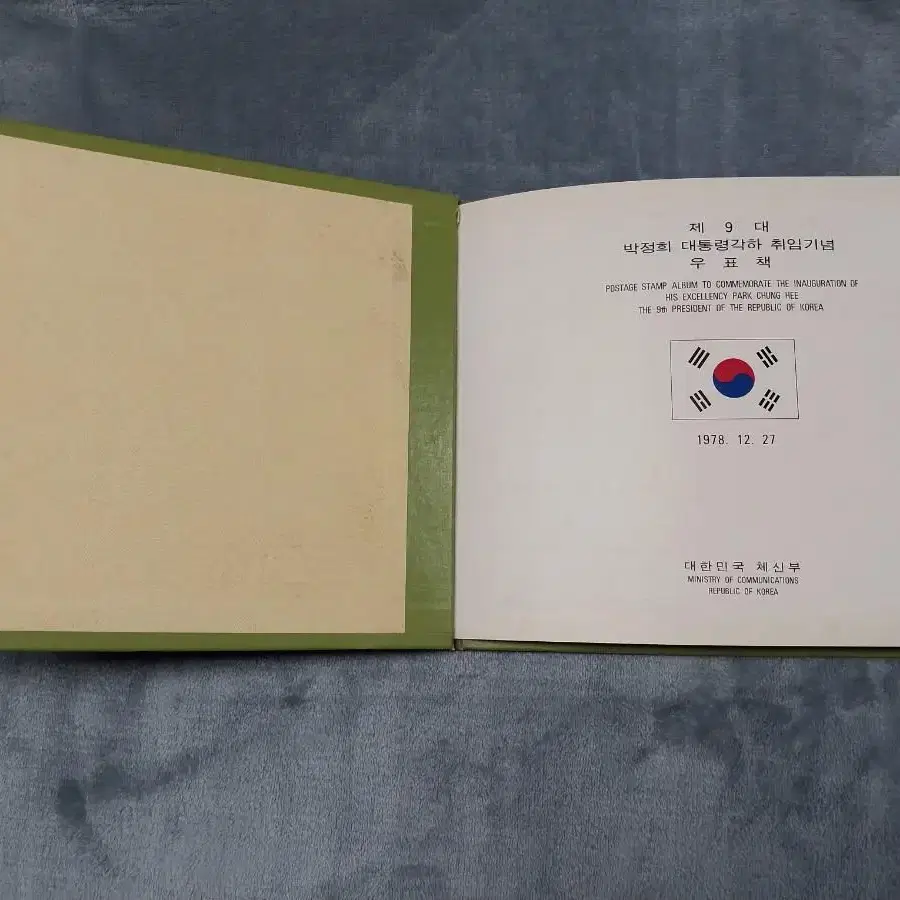 제 9 대
박정희 대통령각하 취임기념
우 표 책
POSTAGE STAMP ALBUM TO COMMEMORATE THE INAUGURATION OF
HIS EXCELLENCY PARK CHUNG HEE
THE 9th PRESIDENT OF THE REPUBLIC OF KOREA
1978. 12. 27
대한민국 체신부
MINISTRY OF COMMUNICATIONS
REPUBLIC OF KOREA